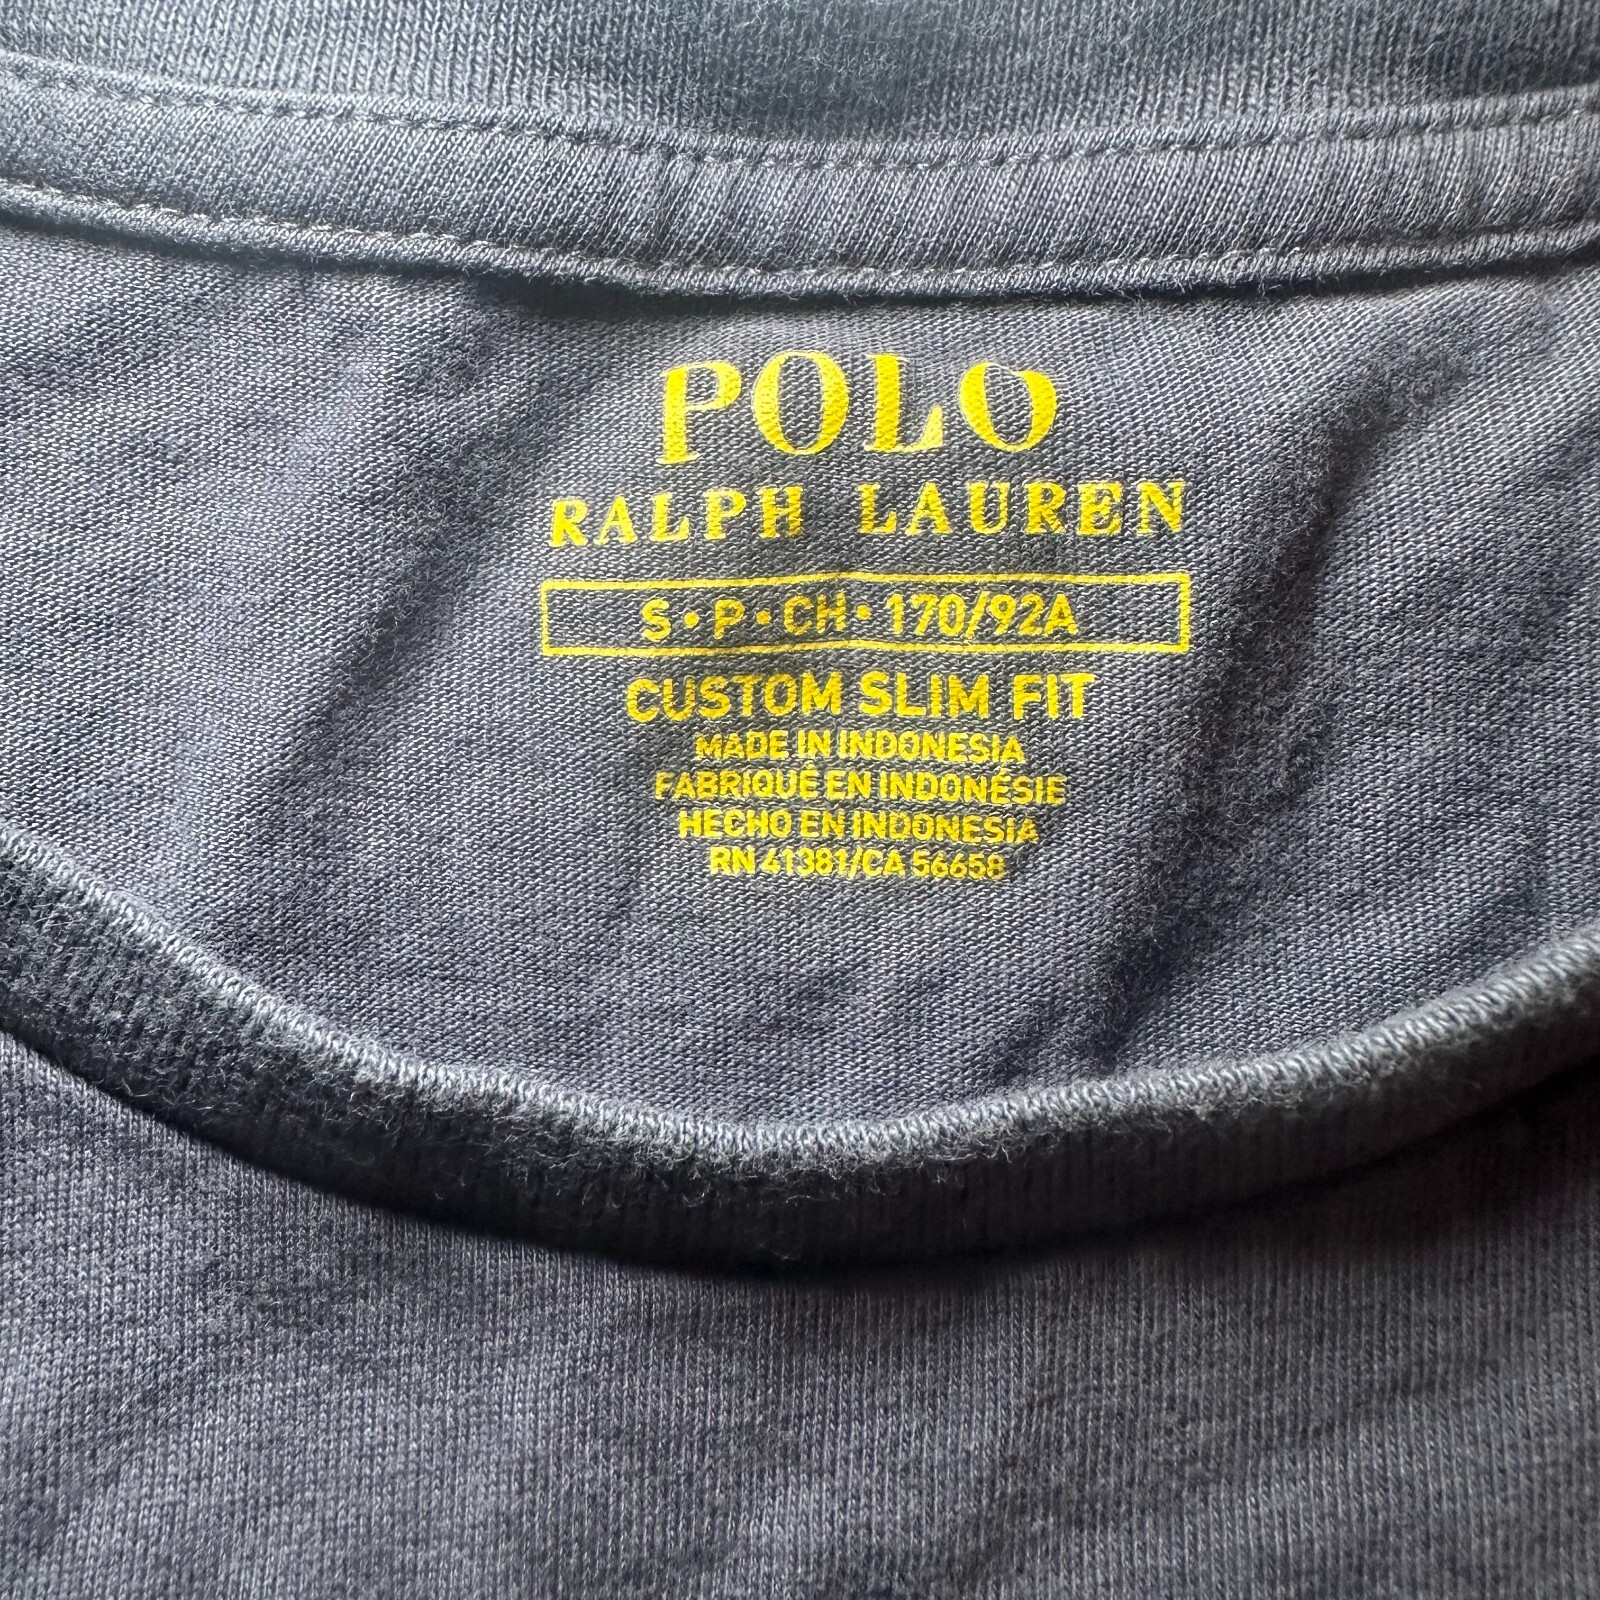 POLO
RALPH LAUREN
S•P•CH•170/92A
CUSTOM SLIM FIT
MADE IN INDONESIA
FABRIQUÊ EN INDONÉSIE
HECHO EN INDONESIA
RN 41381/CA 56658